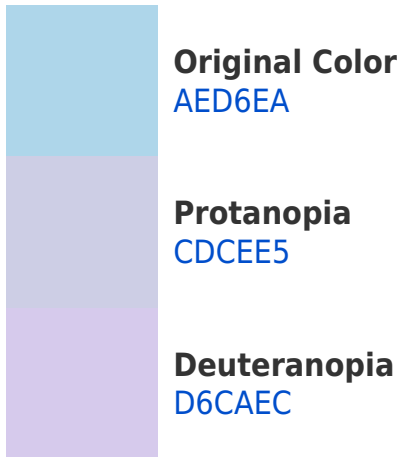 Original Color
AED6EA
Protanopia
CDCEE5
Deuteranopia
D6CAEC